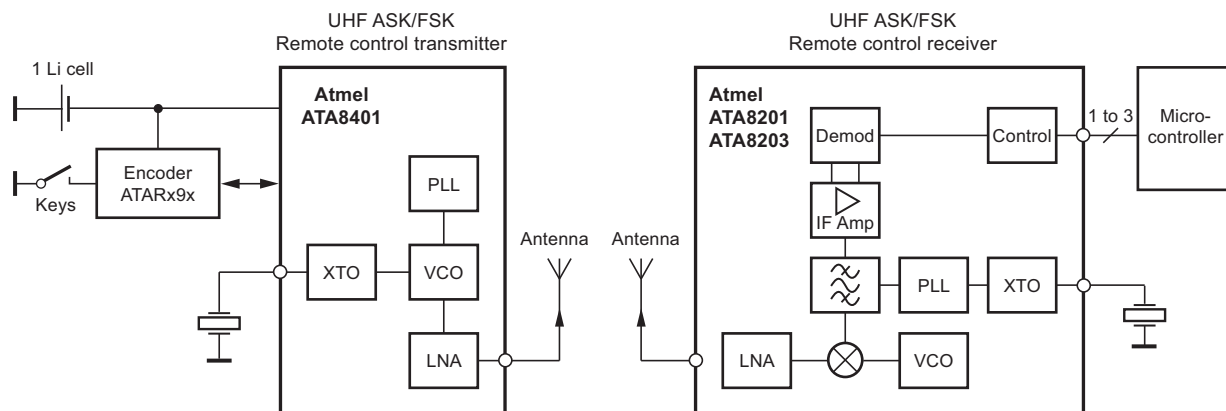 UHF ASK/FSK
Remote control transmitter
UHF ASK/FSK
Remote control receiver
1 Li cell
Atmel
ATA8401
Encoder
ATARx9x
Keys
PLL
XTO
VCO
LNA
Antenna
Antenna
Atmel
ATA8201
ATA8203
Demod
Control
1 to 3
Micro-
controller
IF Amp
PLL
XTO
LNA
VCO